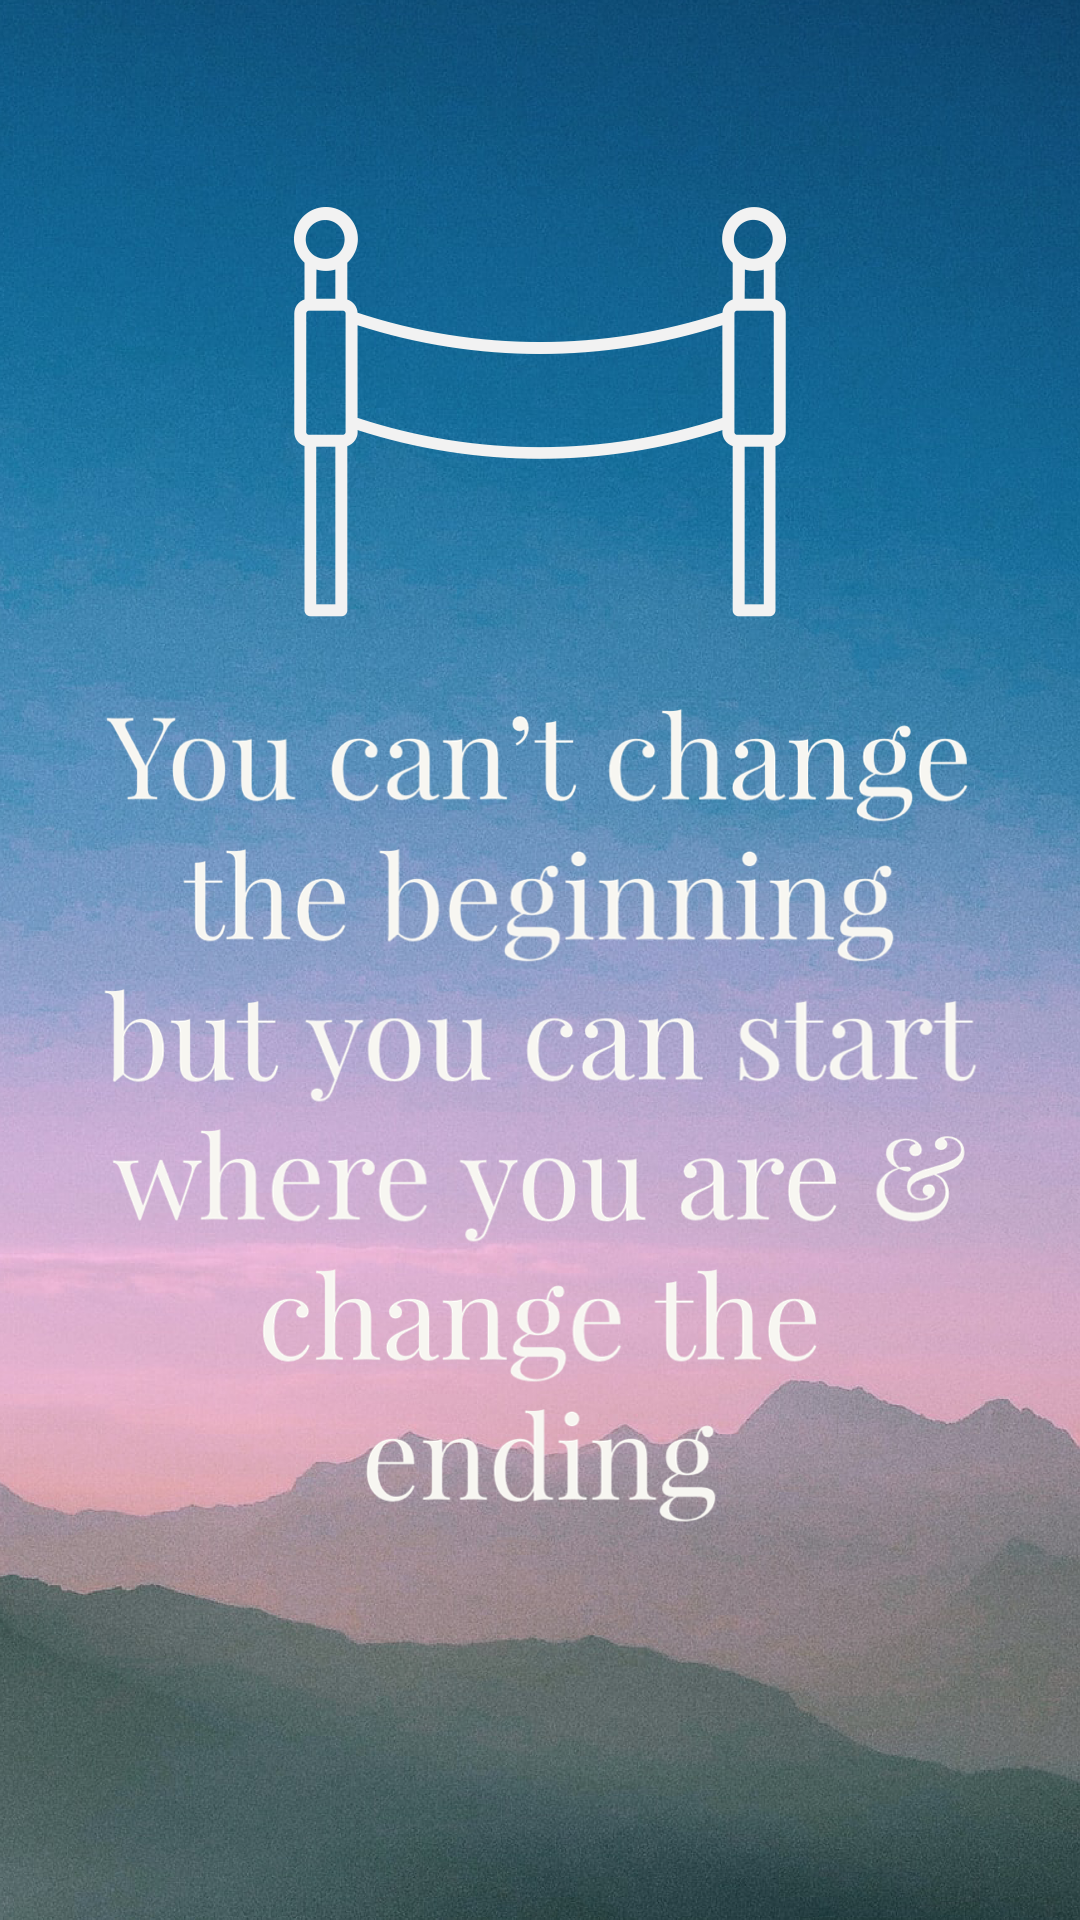 You can’t change
the beginning
but you can start
where you are &
change the
ending